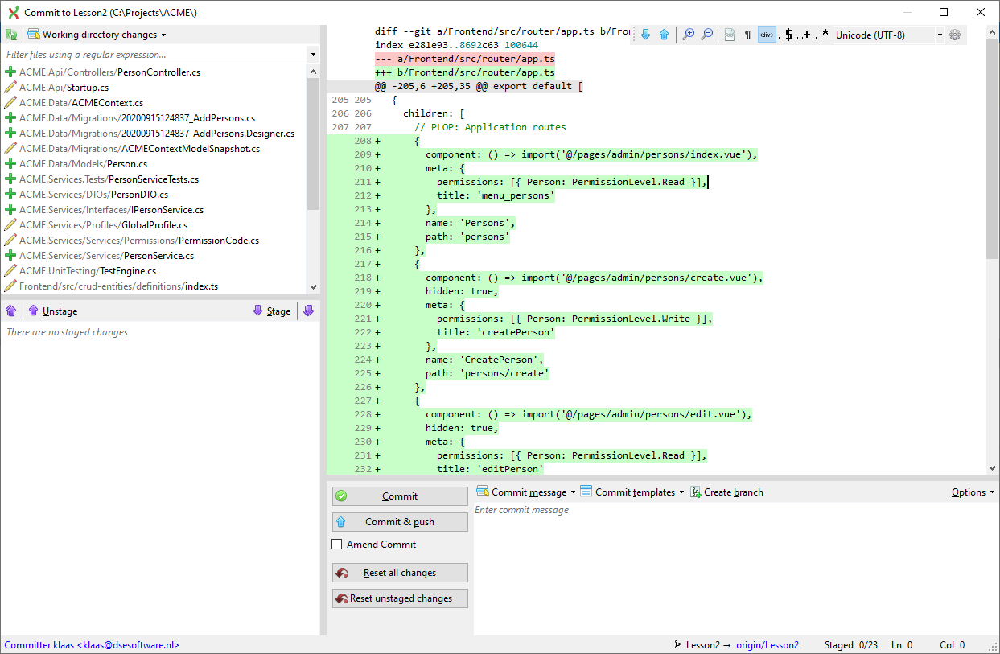 Commit to Lesson2 (C:\Projects\ACME\)
Working directory changes
Filter files using a regular expression...
ACME.Api/Controllers/PersonController.cs
ACME.Api/Startup.cs
ACME.Data/ACMEContext.cs
ACME.Data/Migrations/20200915124837_AddPersons.cs
ACME.Data/Migrations/20200915124837_AddPersons.Designer.cs
ACME.Data/Migrations/ACMEContextModelSnapshot.cs
ACME.Data/Models/Person.cs
ACME.Services.Tests/PersonServiceTests.cs
ACME.Services/DTOs/PersonDTO.cs
ACME.Services/Interfaces/IPersonService.cs
ACME.Services/Profiles/GlobalProfile.cs
ACME.Services/Services/Permissions/PermissionCode.cs
ACME.Services/Services/PersonService.cs
ACME.UnitTesting/TestEngine.cs
Frontend/src/crud-entities/definitions/index.ts
Unstage Stage
There are no staged changes
diff --git a/Frontend/src/router/app.ts b/Fron
<div> .$ .+ .* Unicode (UTF-8)
index e281e93..8692c63 100644
--- a/Frontend/src/router/app.ts
+++ b/Frontend/src/router/app.ts
@@ -205,6 +205,35 @@ export default [
205 205 {
206 206 children: [
207 207 // PLOP: Application routes
208 + {
209 + component: () => import('@/pages/admin/persons/index.vue'),
210 + meta: {
211 + permissions: [{ Person: PermissionLevel.Read }],
212 + title: 'menu_persons'
213 + },
214 + name: 'Persons',
215 + path: 'persons'
216 + },
217 + {
218 + component: () => import('@/pages/admin/persons/create.vue'),
219 + hidden: true,
220 + meta: {
221 + permissions: [{ Person: PermissionLevel.Write }],
222 + title: 'createPerson'
223 + },
224 + name: 'CreatePerson',
225 + path: 'persons/create'
226 + },
227 + {
228 + component: () => import('@/pages/admin/persons/edit.vue'),
229 + hidden: true,
230 + meta: {
231 + permissions: [{ Person: PermissionLevel.Read }],
232 + title: 'editPerson'
Commit
Commit & push
Amend Commit
Reset all changes
Reset unstaged changes
Commit message Commit templates Create branch Options
Enter commit message
Committer klaas <klaas@dsesoftware.nl> Lesson2 → origin/Lesson2 Staged 0/23 Ln 0 Col 0